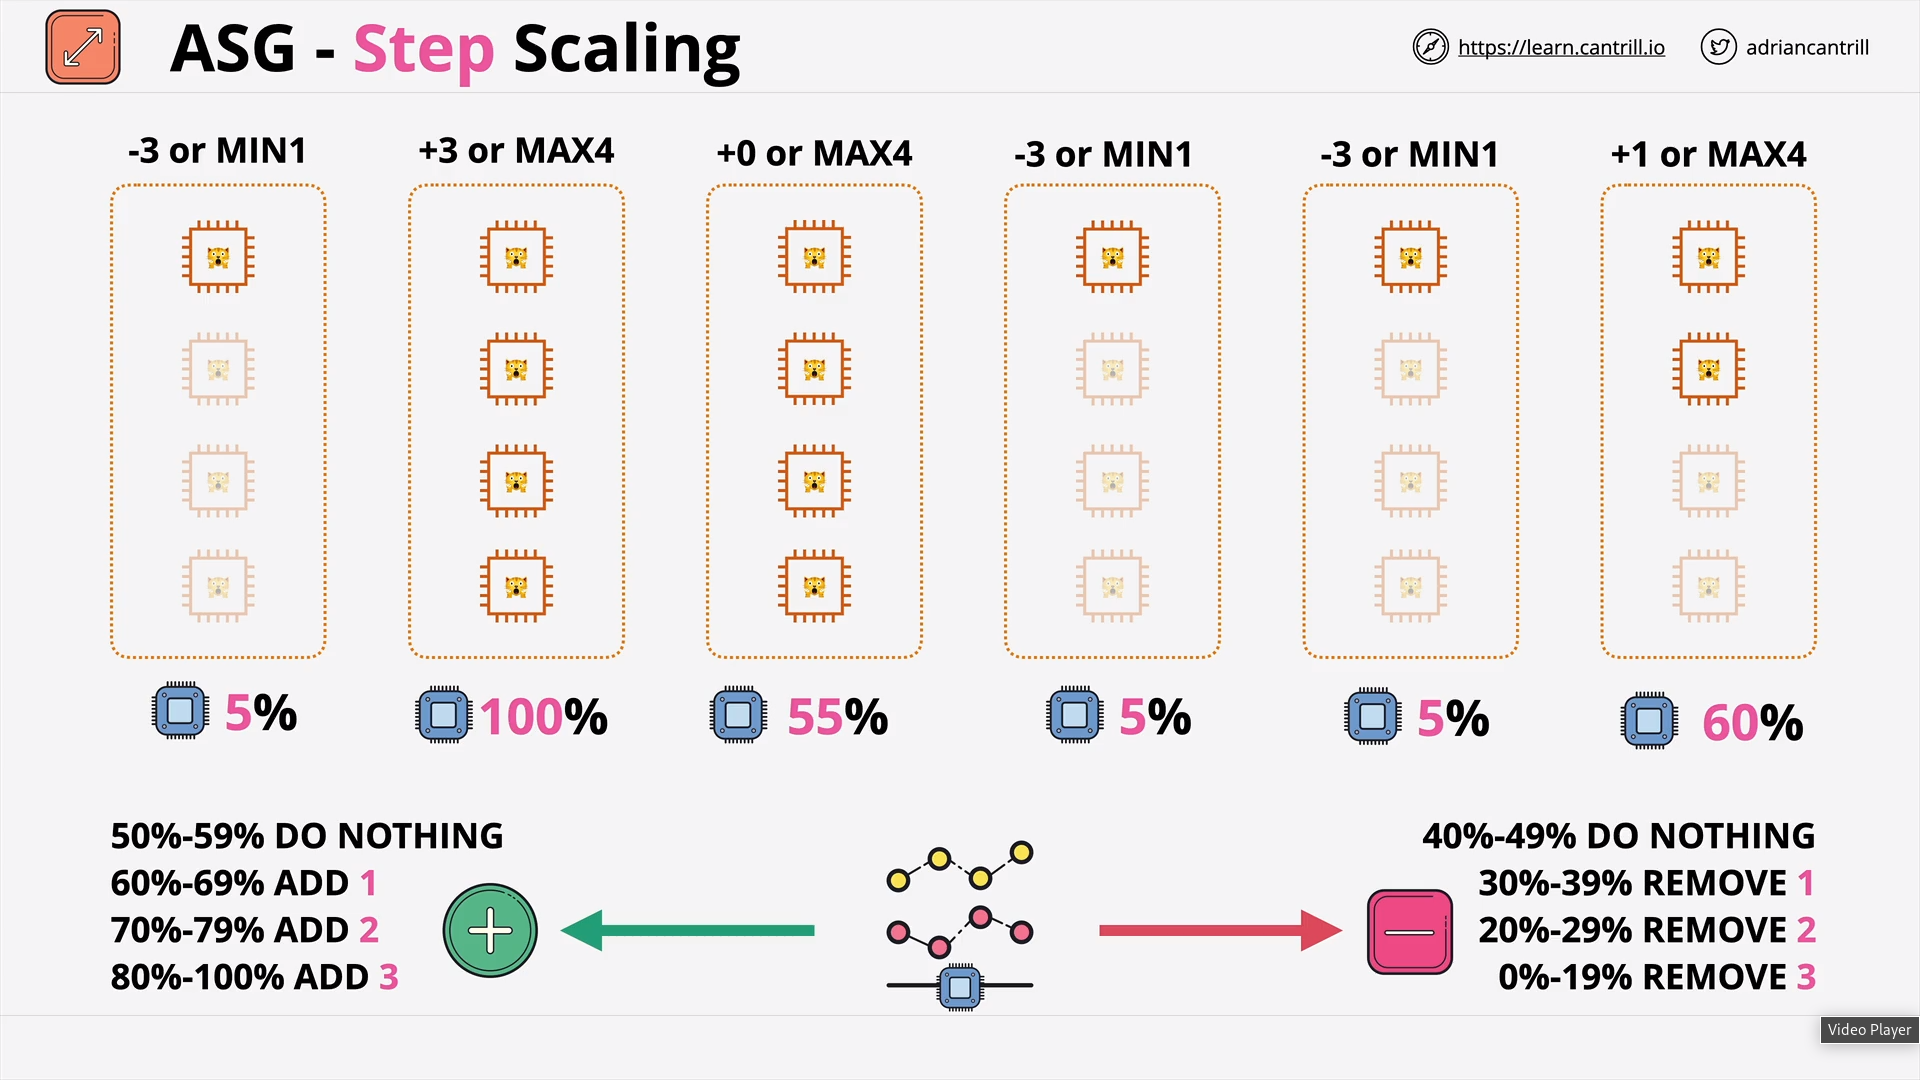 ASG - Step Scaling
https://learn.cantrill.io
adriancantrill
-3 or MIN1
+3 or MAX4
+0 or MAX4
-3 or MIN1
-3 or MIN1
+1 or MAX4
5%
100%
55%
5%
5%
60%
50%-59% DO NOTHING
60%-69% ADD 1
70%-79% ADD 2
80%-100% ADD 3
40%-49% DO NOTHING
30%-39% REMOVE 1
20%-29% REMOVE 2
0%-19% REMOVE 3
Video Player